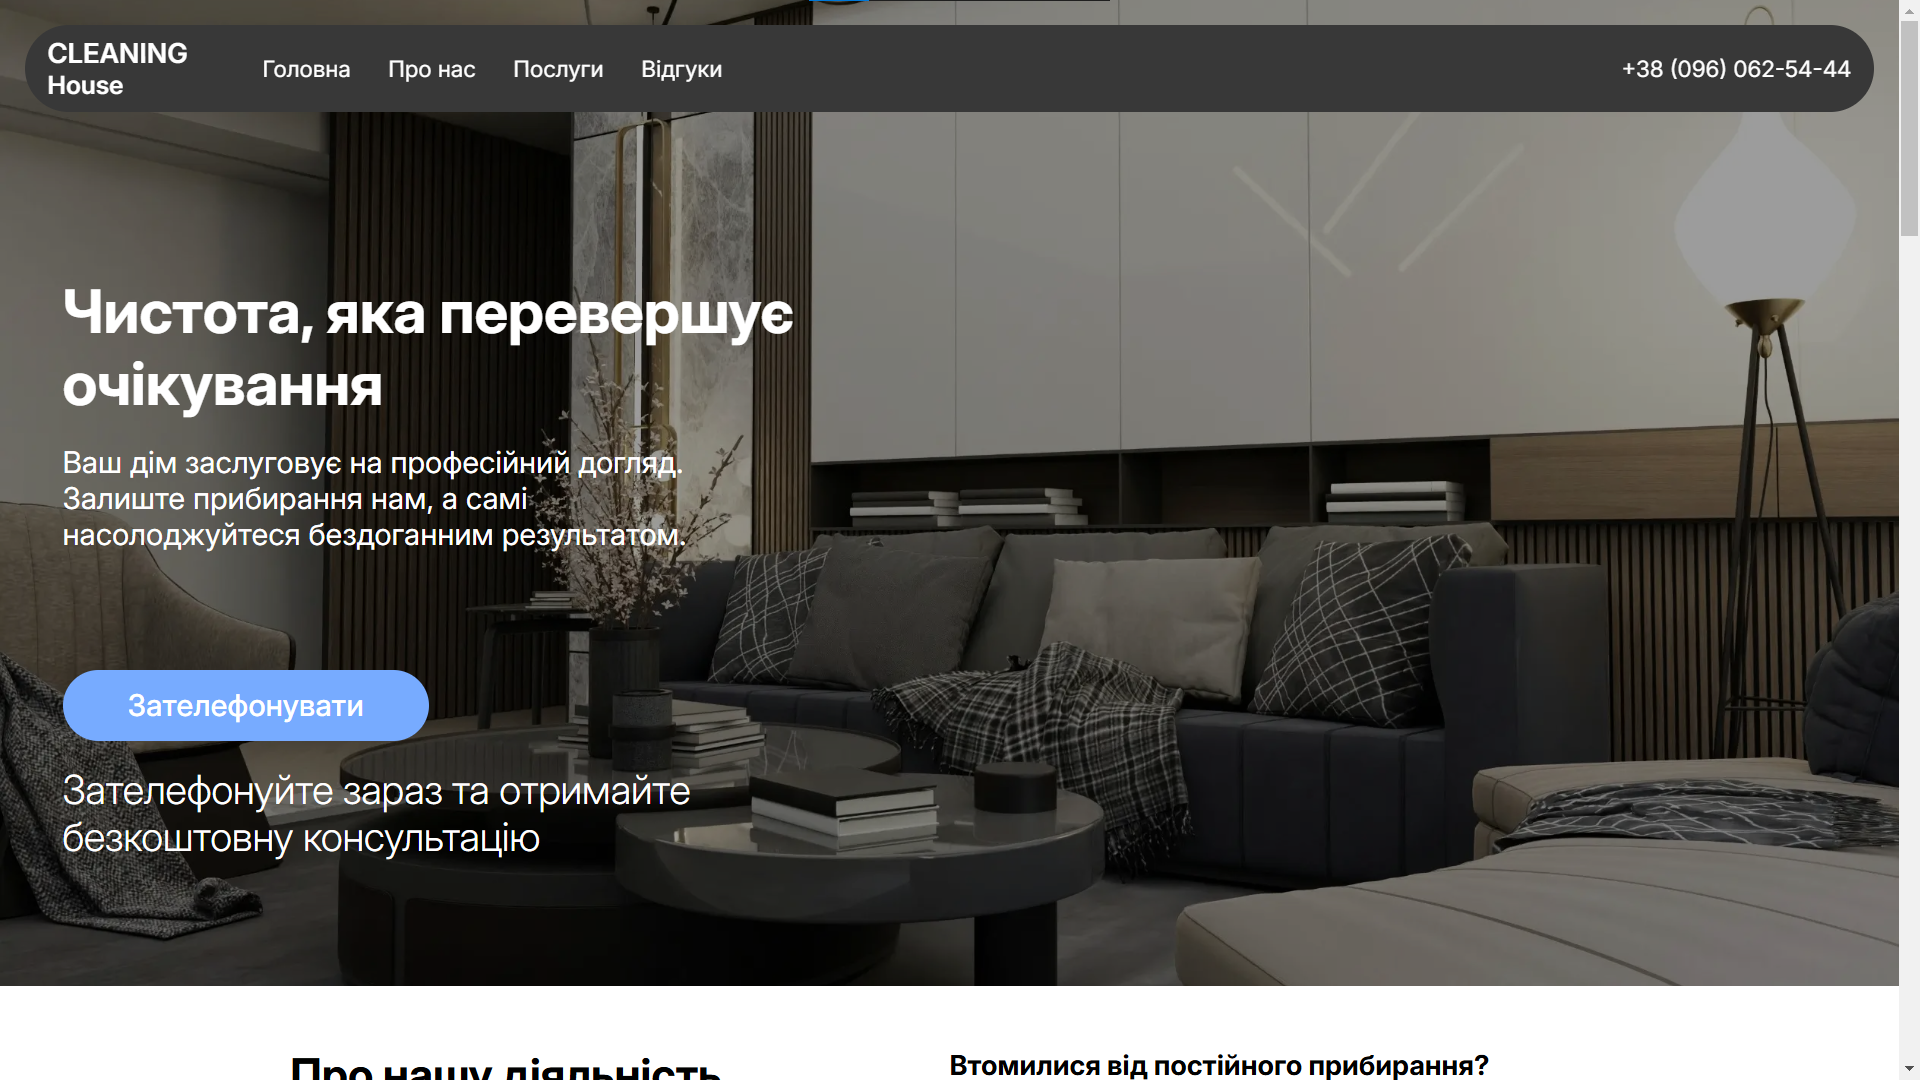 CLEANING
House
Головна
Про нас
Послуги
Відгуки
+38 (096) 062-54-44
Чистота, яка перевершує
очікування
Ваш дім заслуговує на професійний догляд.
Залиште прибирання нам, а самі
насолоджуйтеся бездоганним результатом.
Зателефонувати
Зателефонуйте зараз та отримайте
безкоштовну консультацію
Про нашу діяльність
Втомилися від постійного прибирання?